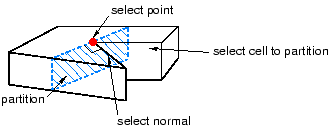 select point
select cell to partition
partition
select normal